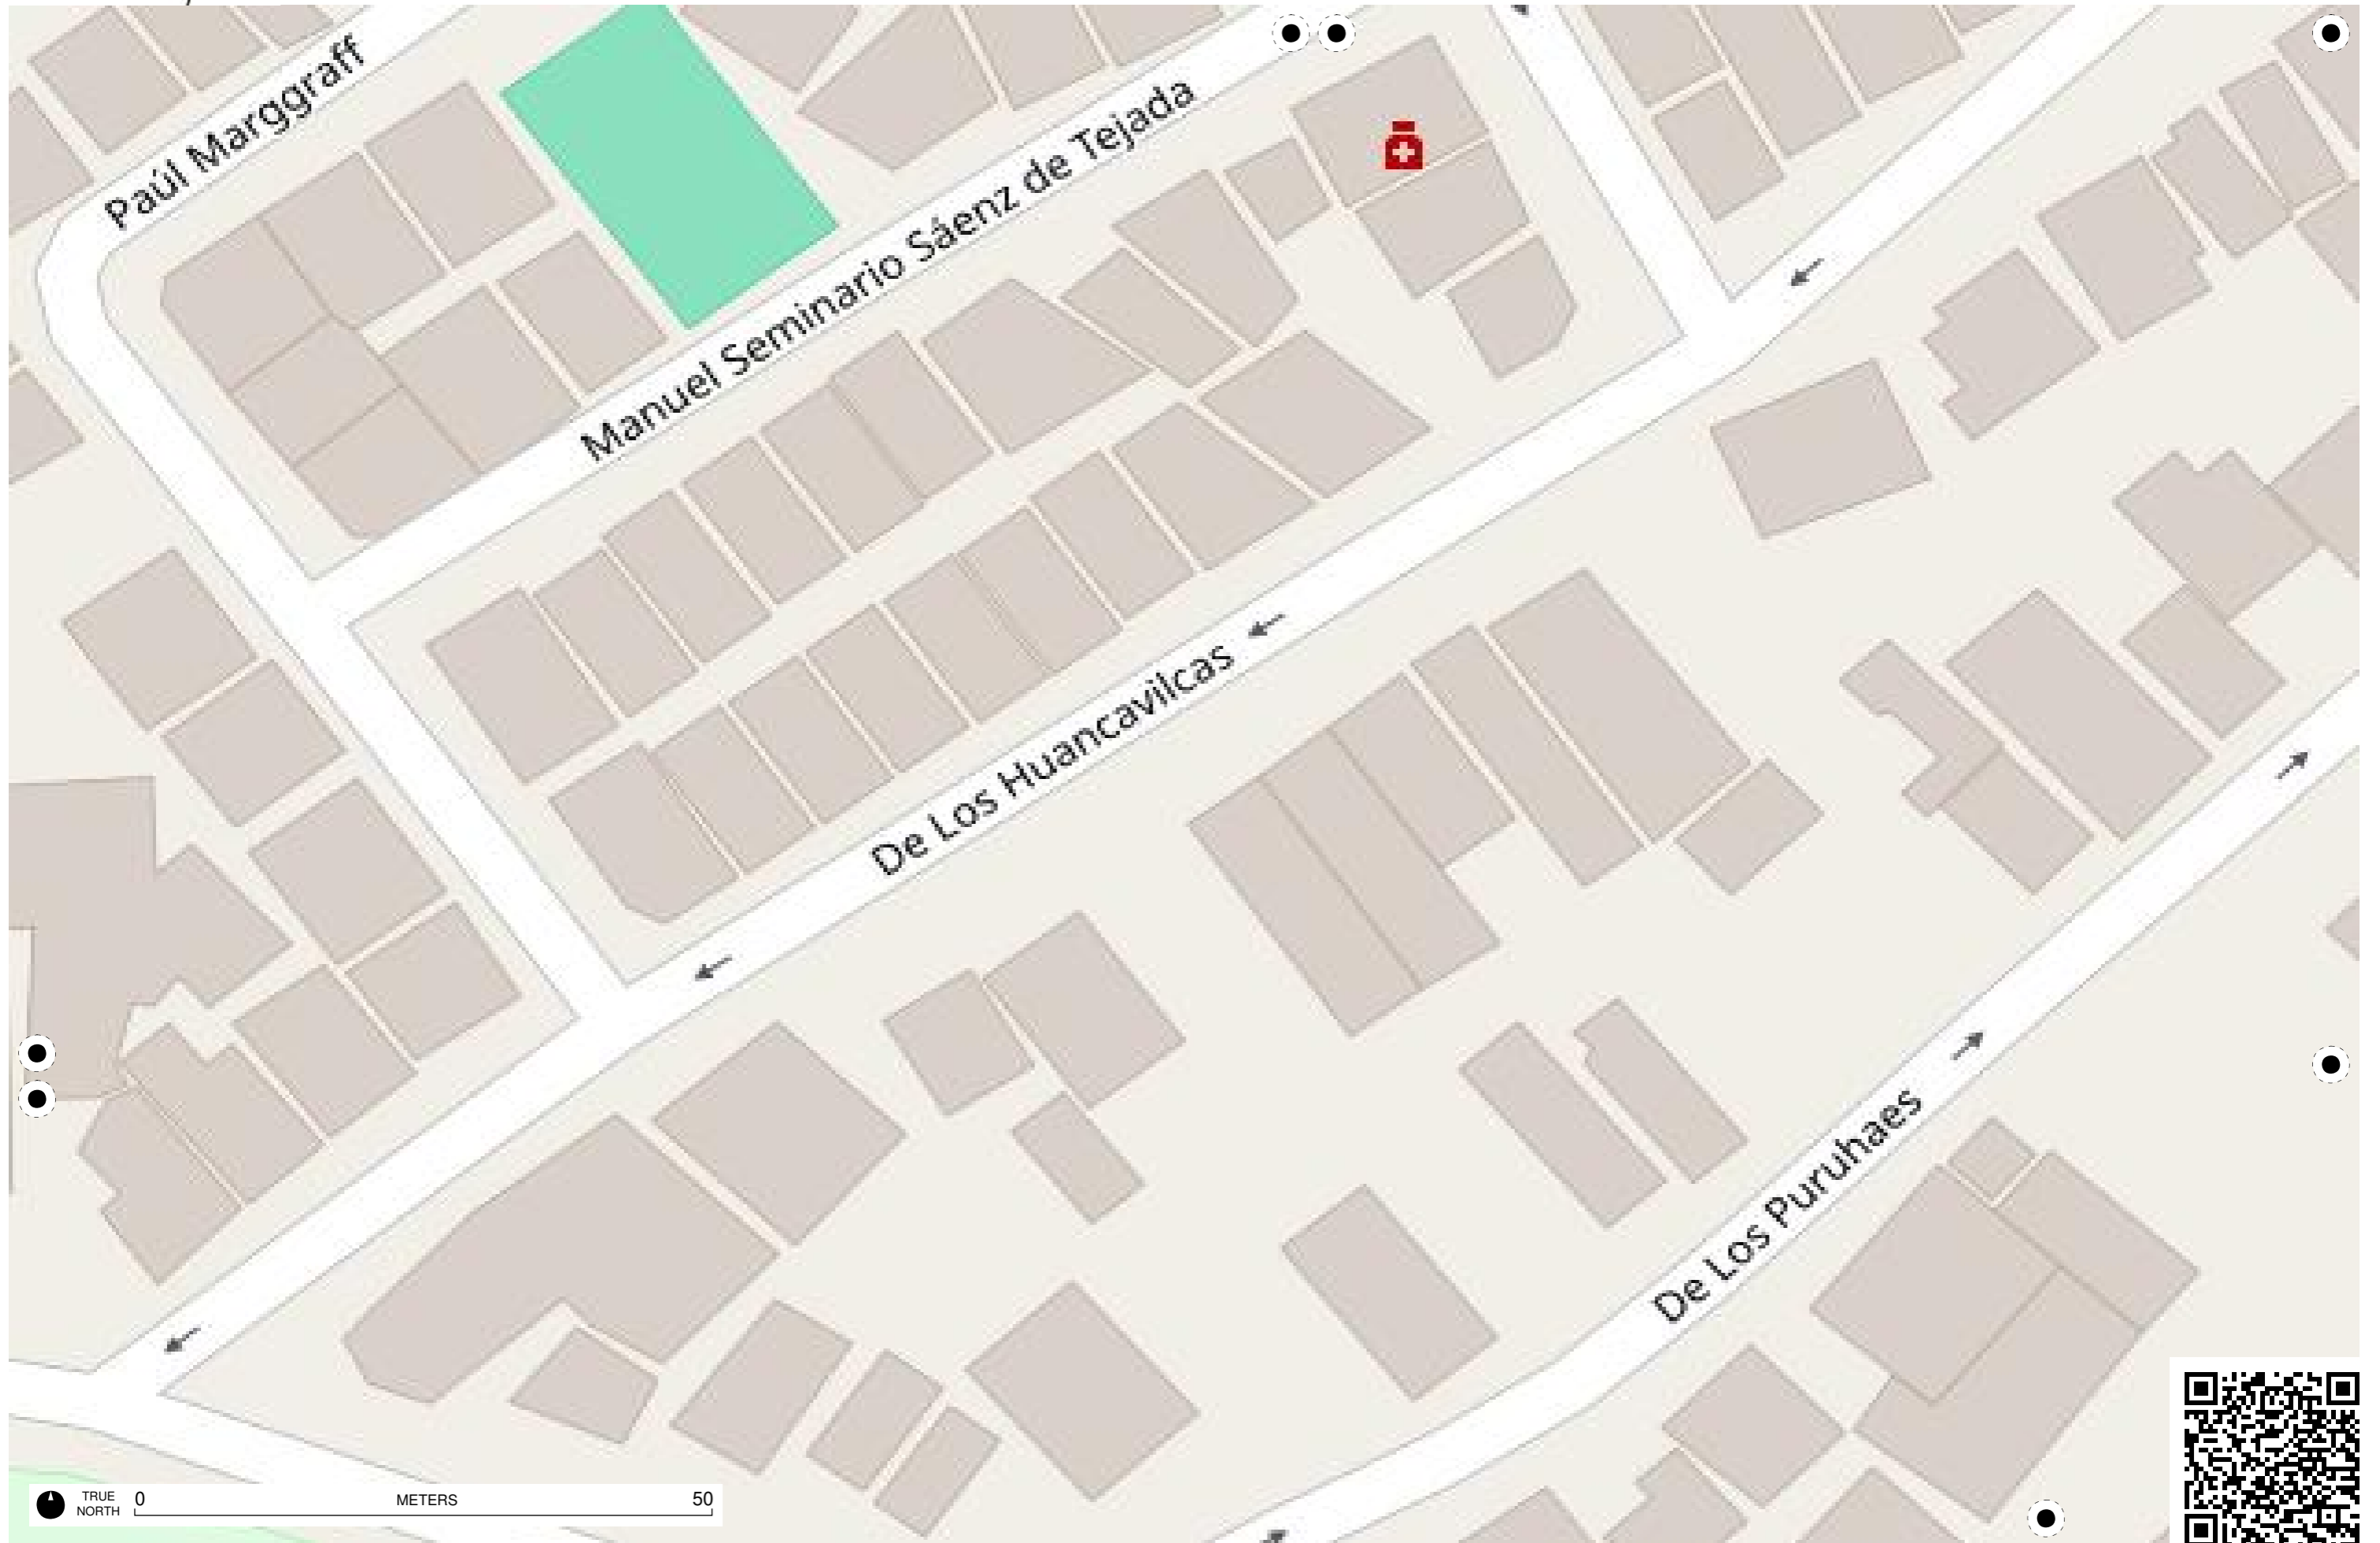 Paúl Marggraff
Manuel Seminario Sáenz de Tejada
De Los Huancavilcas
De Los Puruhaes
TRUE
NORTH
0 METERS 50